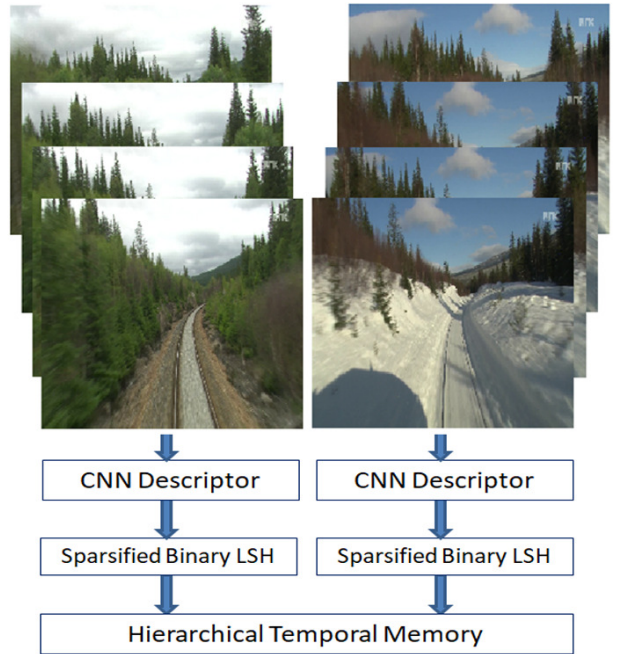 CNN Descriptor
CNN Descriptor
Sparsified Binary LSH
Sparsified Binary LSH
Hierarchical Temporal Memory